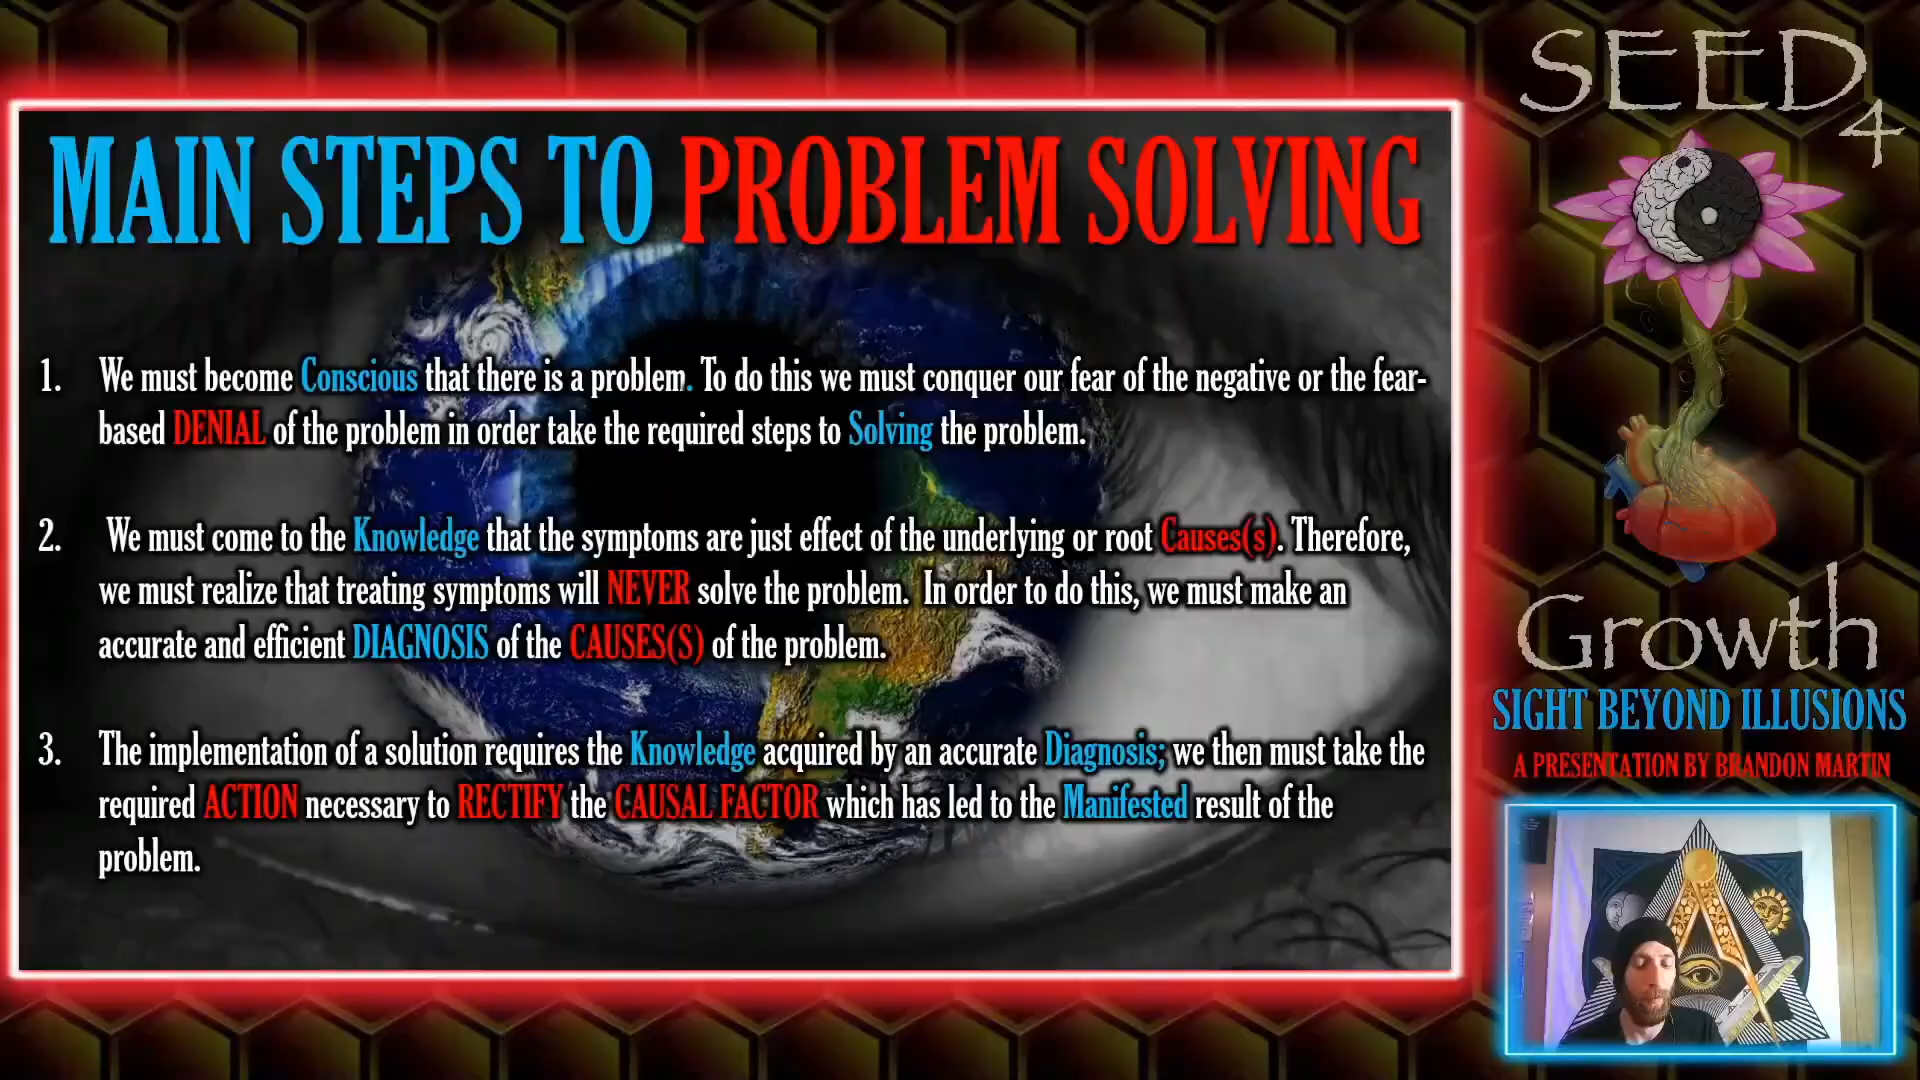 MAIN STEPS TO PROBLEM SOLVING
1. We must become Conscious that there is a problem. To do this we must conquer our fear of the negative or the fear-
based DENIAL of the problem in order take the required steps to Solving the problem.
2. We must come to the Knowledge that the symptoms are just effect of the underlying or root Causes(s). Therefore,
we must realize that treating symptoms will NEVER solve the problem. In order to do this, we must make an
accurate and efficient DIAGNOSIS of the CAUSES(S) of the problem.
3. The implementation of a solution requires the Knowledge acquired by an accurate Diagnosis; we then must take the
required ACTION necessary to RECTIFY the CAUSAL FACTOR which has led to the Manifested result of the
problem.
SEED
4
Growth
SIGHT BEYOND ILLUSIONS
A PRESENTATION BY BRANDON MARTIN